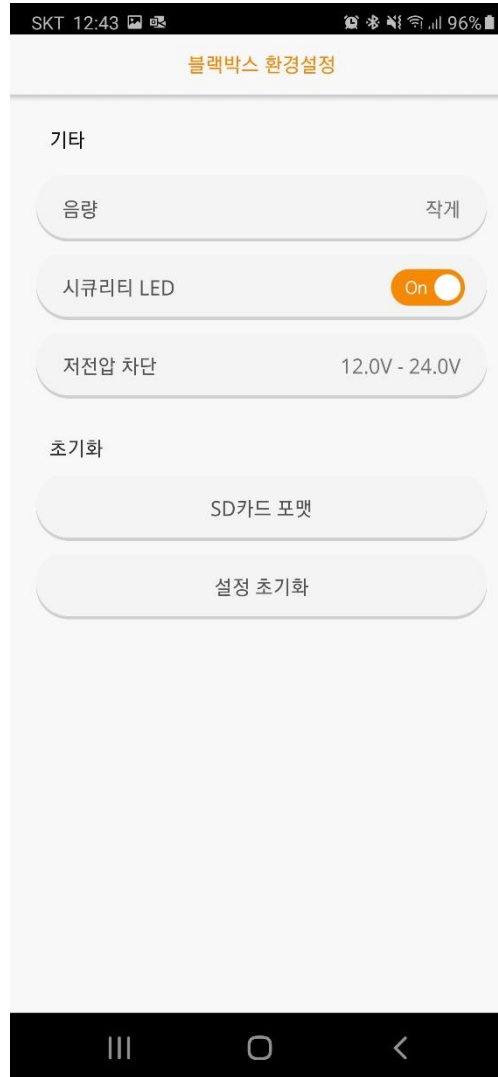 SKT 12:43 96%
블랙박스 환경설정
기타
음량 작게
시큐리티 LED On
저전압 차단 12.0V - 24.0V
초기화
SD카드 포맷
설정 초기화